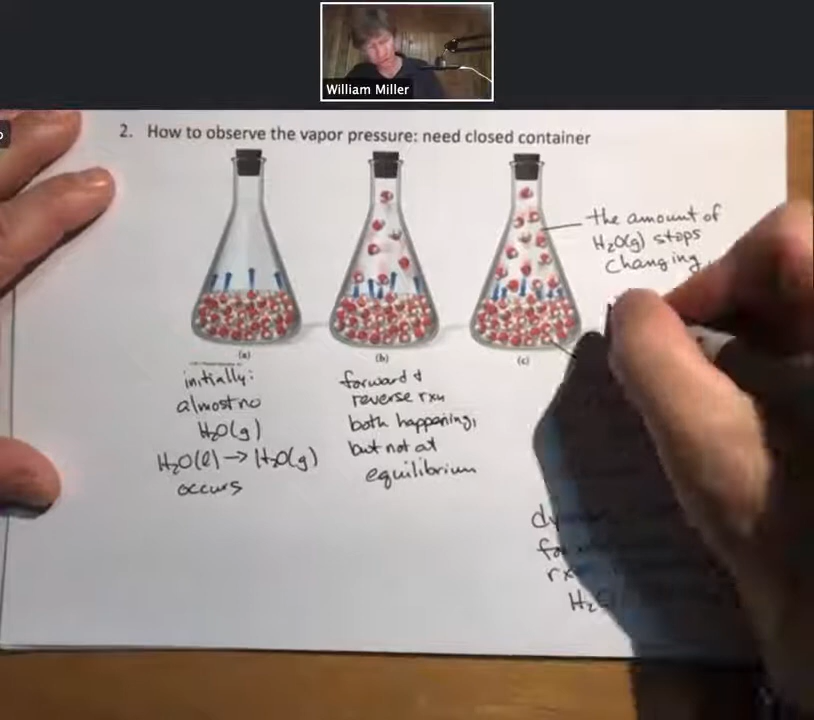 William Miller
2. How to observe the vapor pressure: need closed container
the amount of
H₂O(g) stops
changing
(a)
(b)
(c)
initially:
almost no
H₂O(g)
H₂O(l) → H₂O(g)
occurs
forward &
reverse rxn
both happening,
but not at
equilibrium